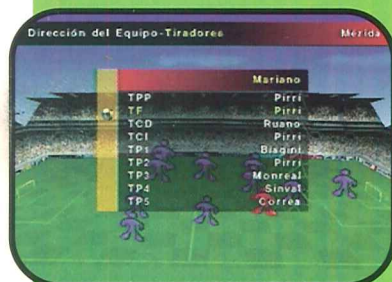 Dirección del Equipo-Tiradores Mérida
Mariano
TPP Pirri
TF Pirri
TCD Ruano
TCI Pirri
TP1 Biagini
TP2 Pirri
TP3 Monreal
TP4 Sinval
TP5 Correa